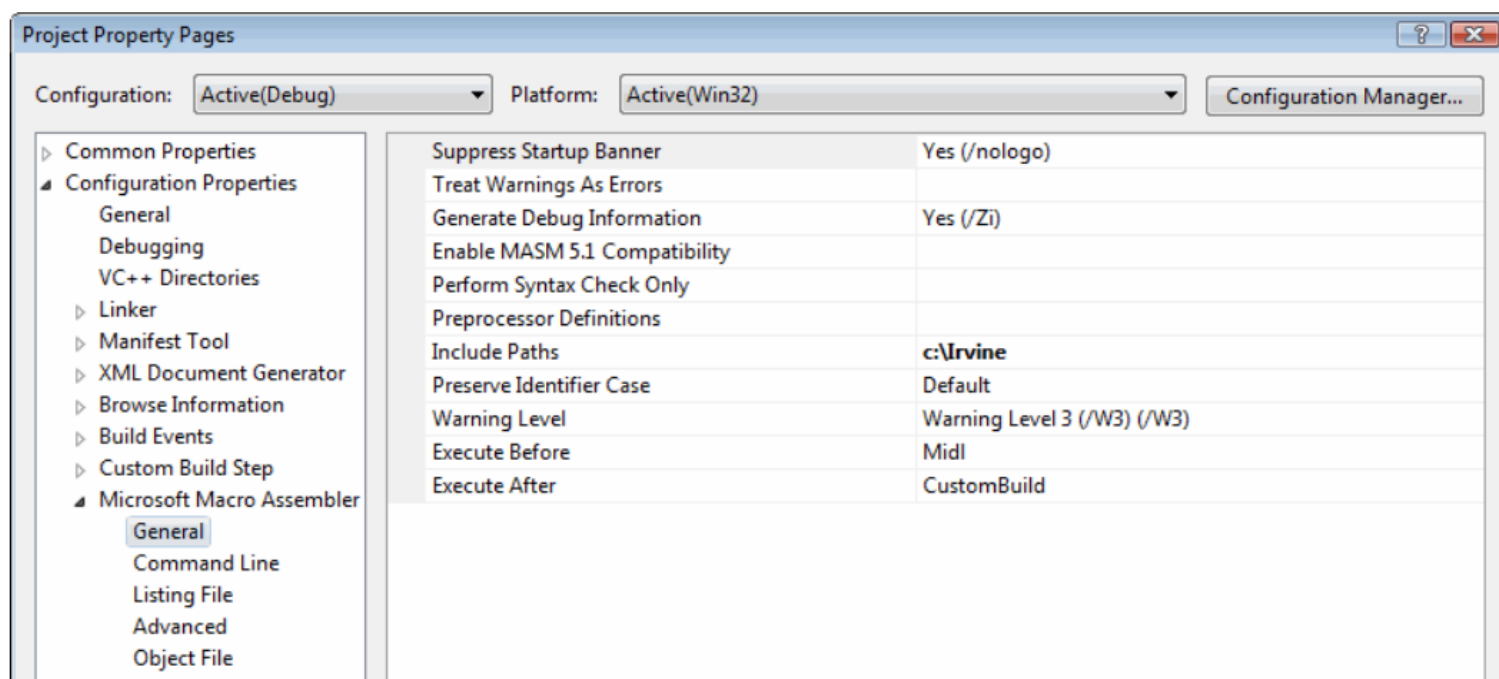 Project Property Pages
Configuration: Active(Debug) Platform: Active(Win32) Configuration Manager...
Common Properties
Configuration Properties
General
Debugging
VC++ Directories
Linker
Manifest Tool
XML Document Generator
Browse Information
Build Events
Custom Build Step
Microsoft Macro Assembler
General
Command Line
Listing File
Advanced
Object File
Suppress Startup Banner Yes (/nologo)
Treat Warnings As Errors
Generate Debug Information Yes (/Zi)
Enable MASM 5.1 Compatibility
Perform Syntax Check Only
Preprocessor Definitions
Include Paths c:\Irvine
Preserve Identifier Case Default
Warning Level Warning Level 3 (/W3) (/W3)
Execute Before Midl
Execute After CustomBuild